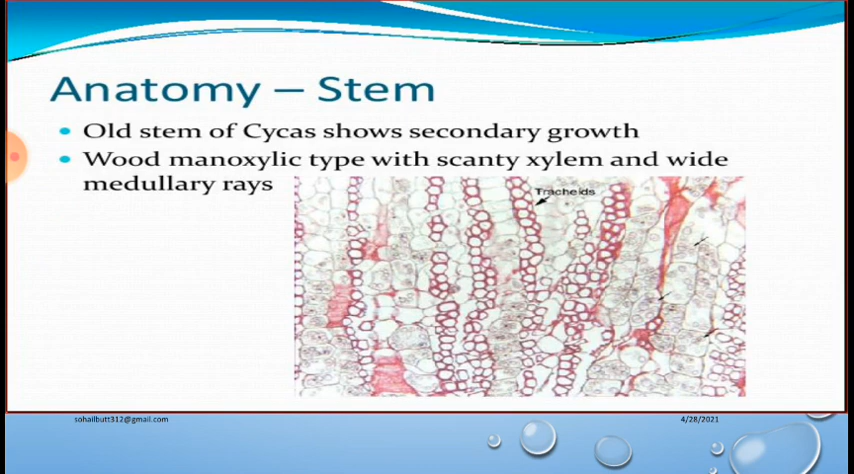 Anatomy – Stem
• Old stem of Cycas shows secondary growth
• Wood manoxylic type with scanty xylem and wide
medullary rays
Tracheids
sohailbutt312@gmail.com
4/28/2021